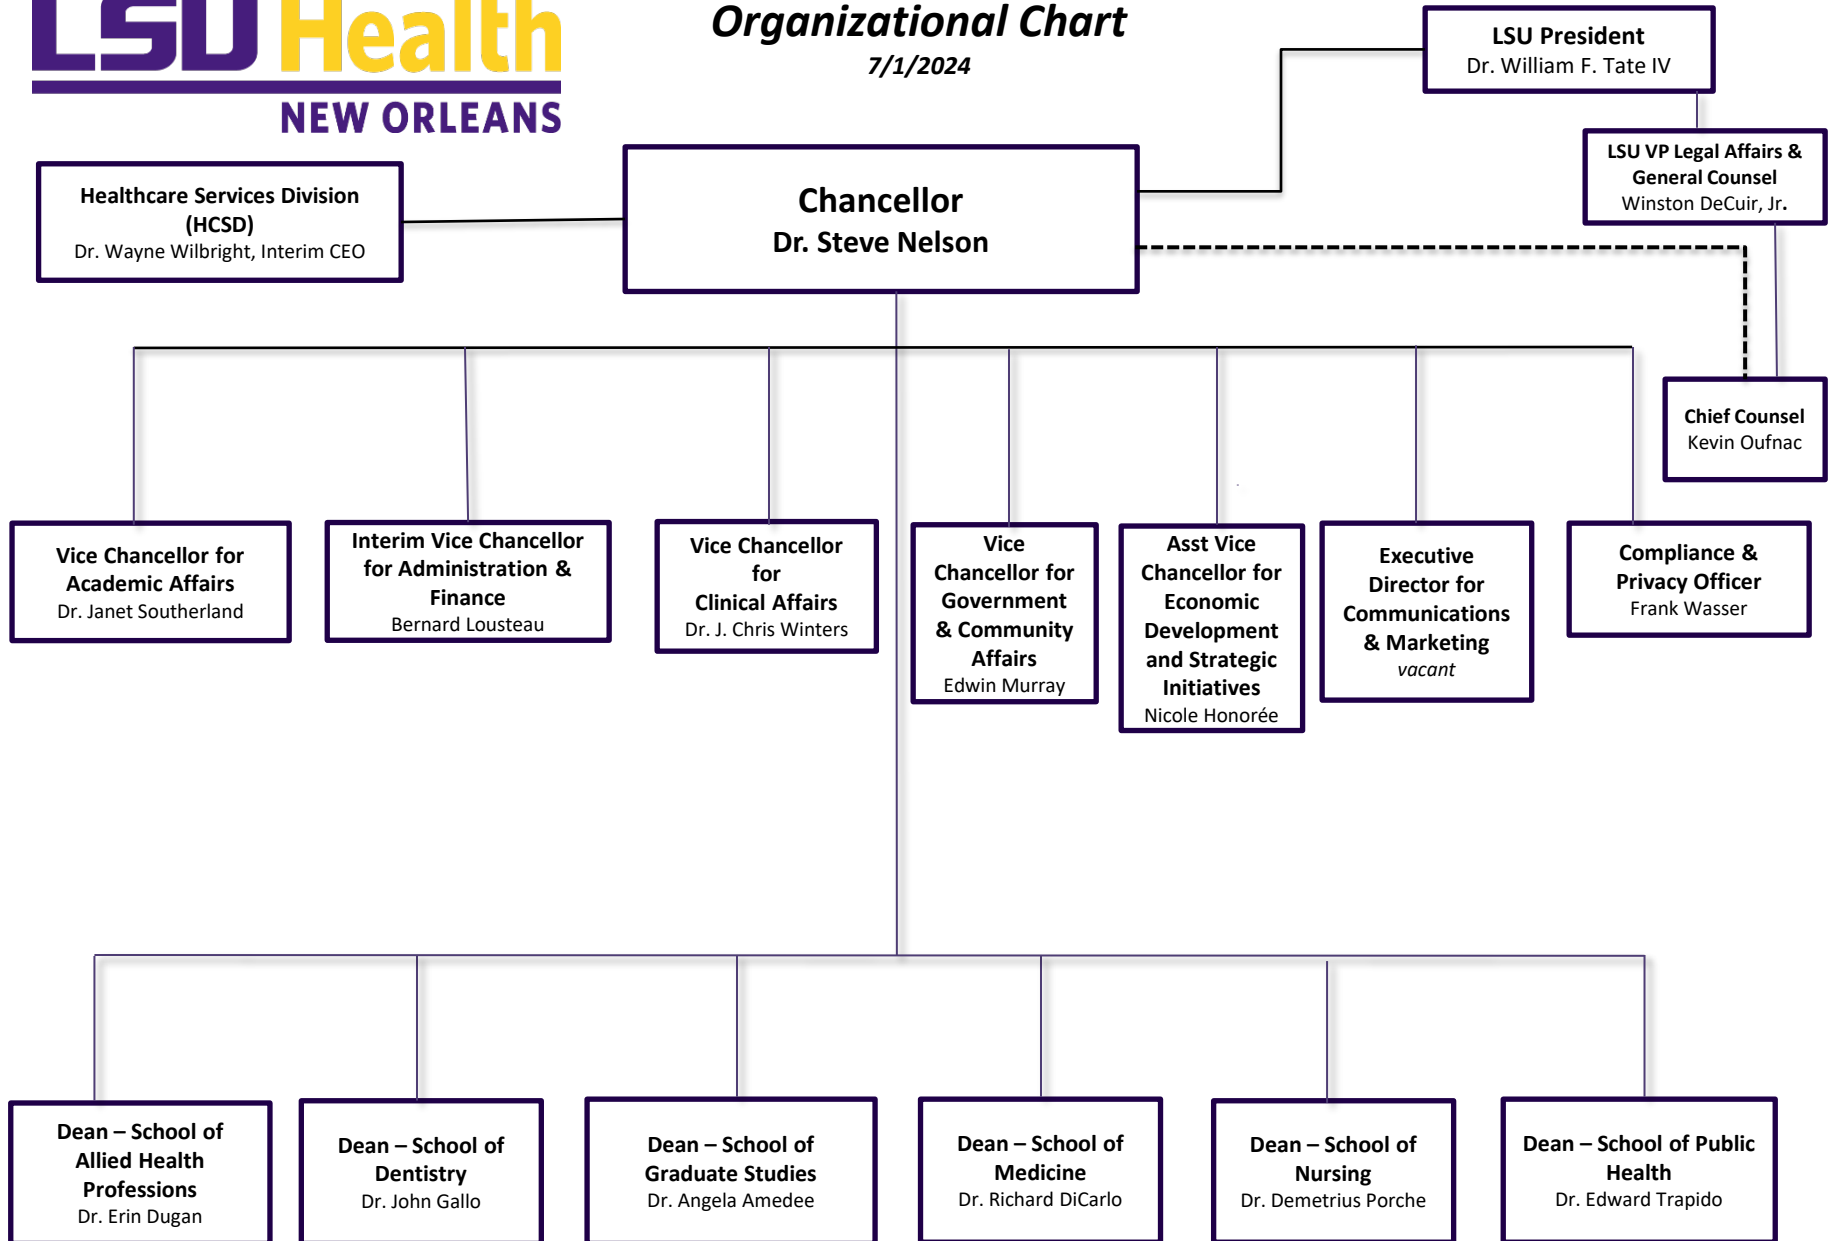 LSU Health
NEW ORLEANS
Organizational Chart
7/1/2024
LSU President
Dr. William F. Tate IV
LSU VP Legal Affairs &
General Counsel
Winston DeCuir, Jr.
Healthcare Services Division
(HCSD)
Dr. Wayne Wilbright, Interim CEO
Chancellor
Dr. Steve Nelson
Chief Counsel
Kevin Oufnac
Vice Chancellor for
Academic Affairs
Dr. Janet Southerland
Interim Vice Chancellor
for Administration &
Finance
Bernard Lousteau
Vice Chancellor
for
Clinical Affairs
Dr. J. Chris Winters
Vice
Chancellor for
Government
& Community
Affairs
Edwin Murray
Asst Vice
Chancellor for
Economic
Development
and Strategic
Initiatives
Nicole Honorée
Executive
Director for
Communications
& Marketing
vacant
Compliance &
Privacy Officer
Frank Wasser
Dean – School of
Allied Health
Professions
Dr. Erin Dugan
Dean – School of
Dentistry
Dr. John Gallo
Dean – School of
Graduate Studies
Dr. Angela Amedee
Dean – School of
Medicine
Dr. Richard DiCarlo
Dean – School of
Nursing
Dr. Demetrius Porche
Dean – School of Public
Health
Dr. Edward Trapido